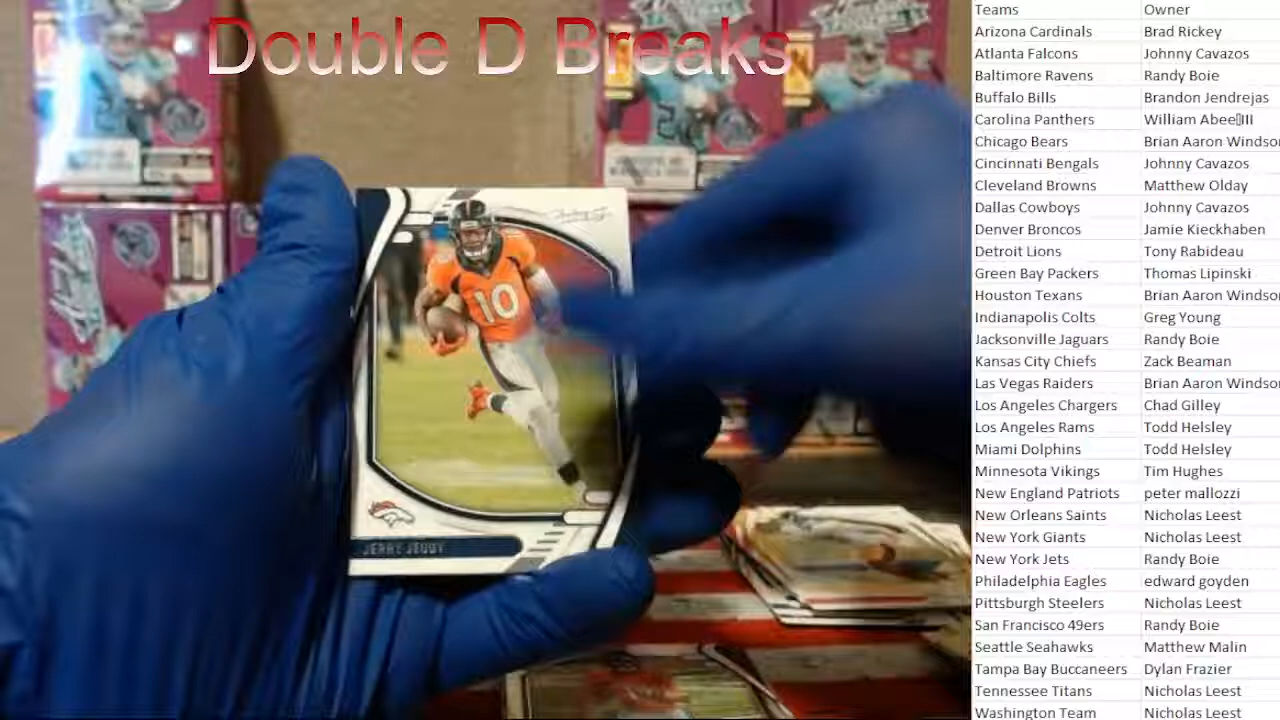 Double D Breaks
10
JERRY JEUDY
Teams Owner
Arizona Cardinals Brad Rickey
Atlanta Falcons Johnny Cavazos
Baltimore Ravens Randy Boie
Buffalo Bills Brandon Jendrejas
Carolina Panthers William Abee▯III
Chicago Bears Brian Aaron Windsor
Cincinnati Bengals Johnny Cavazos
Cleveland Browns Matthew Olday
Dallas Cowboys Johnny Cavazos
Denver Broncos Jamie Kieckhaben
Detroit Lions Tony Rabideau
Green Bay Packers Thomas Lipinski
Houston Texans Brian Aaron Windso
Indianapolis Colts Greg Young
Jacksonville Jaguars Randy Boie
Kansas City Chiefs Zack Beaman
Las Vegas Raiders Brian Aaron Windso
Los Angeles Chargers Chad Gilley
Los Angeles Rams Todd Helsley
Miami Dolphins Todd Helsley
Minnesota Vikings Tim Hughes
New England Patriots peter mallozzi
New Orleans Saints Nicholas Leest
New York Giants Nicholas Leest
New York Jets Randy Boie
Philadelphia Eagles edward goyden
Pittsburgh Steelers Nicholas Leest
San Francisco 49ers Randy Boie
Seattle Seahawks Matthew Malin
Tampa Bay Buccaneers Dylan Frazier
Tennessee Titans Nicholas Leest
Washington Team Nicholas Leest